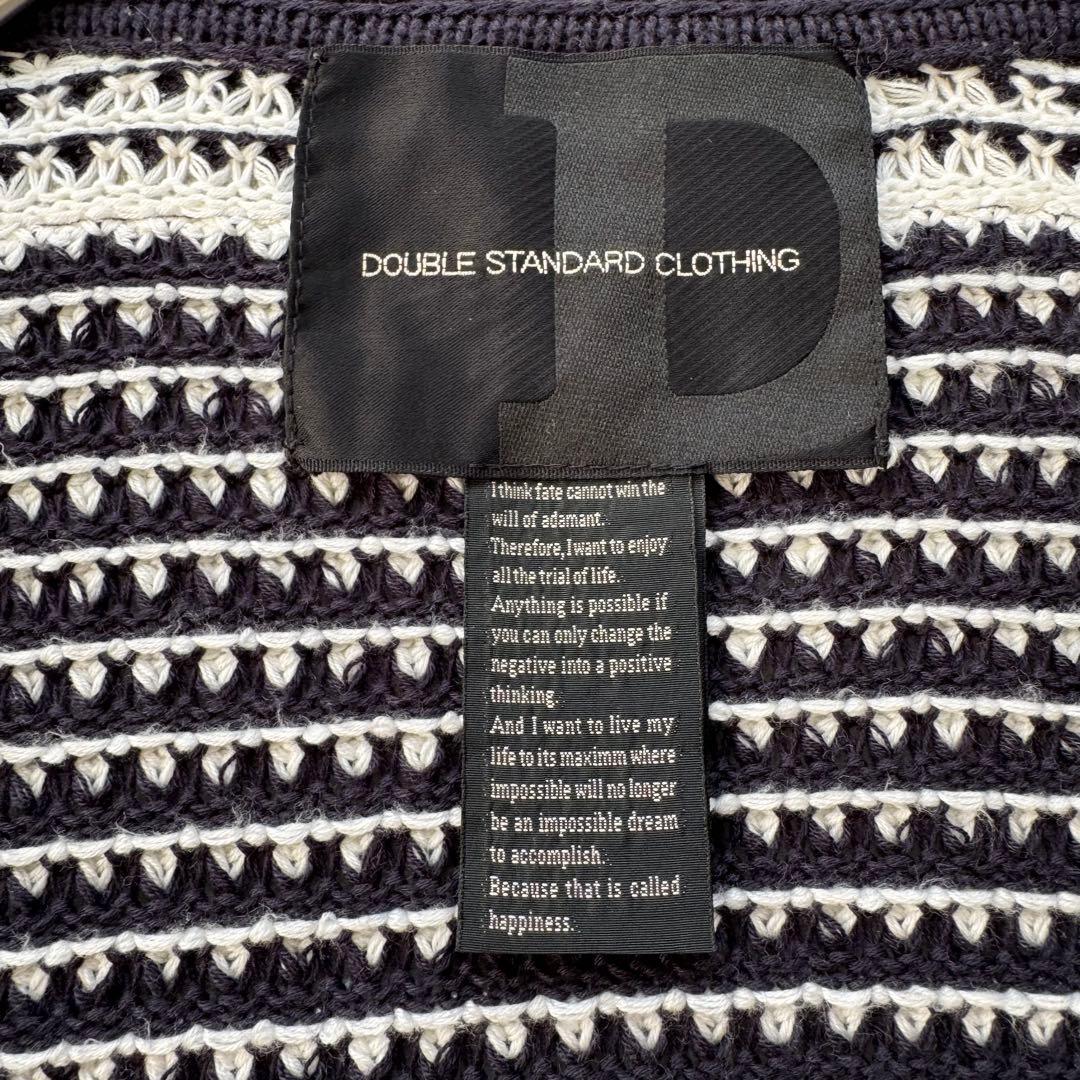 DOUBLE STANDARD CLOTHING
I think fate cannot win the
will of adamant.
Therefore, I want to enjoy
all the trial of life.
Anything is possible if
you can only change the
negative into a positive
thinking.
And I want to live my
life to its maximm where
impossible will no longer
be an impossible dream
to accomplish.
Because that is called
happiness.